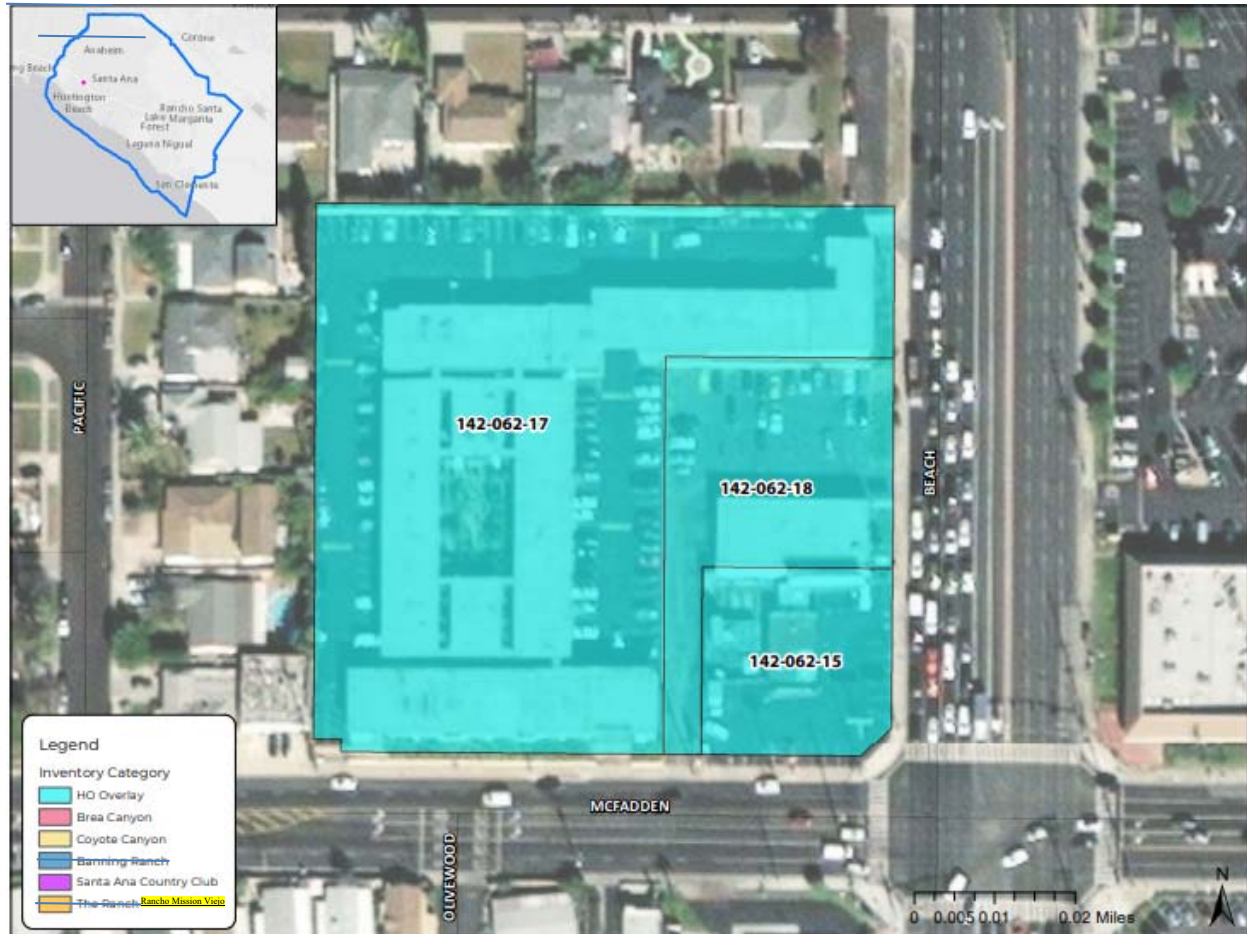 Corona
Anaheim
ng Beach
Santa Ana
Huntington
Beach
Rancho Santa
Lake Margarita
Forest
Laguna Niguel
San Clemente
PACIFIC
142-062-17
142-062-18
BEACH
142-062-15
Legend
Inventory Category
HO Overlay
Brea Canyon
Coyote Canyon
Banning Ranch
Santa Ana Country Club
The Ranch Rancho Mission Viejo
MCFADDEN
OLIVEWOOD
N
0 0.005 0.01 0.02 Miles